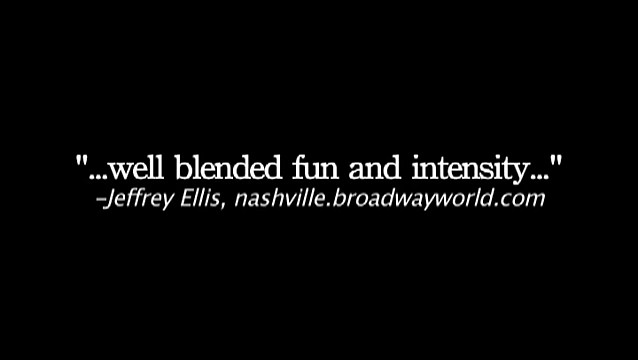 "...well blended fun and intensity..."
–Jeffrey Ellis, nashville.broadwayworld.com